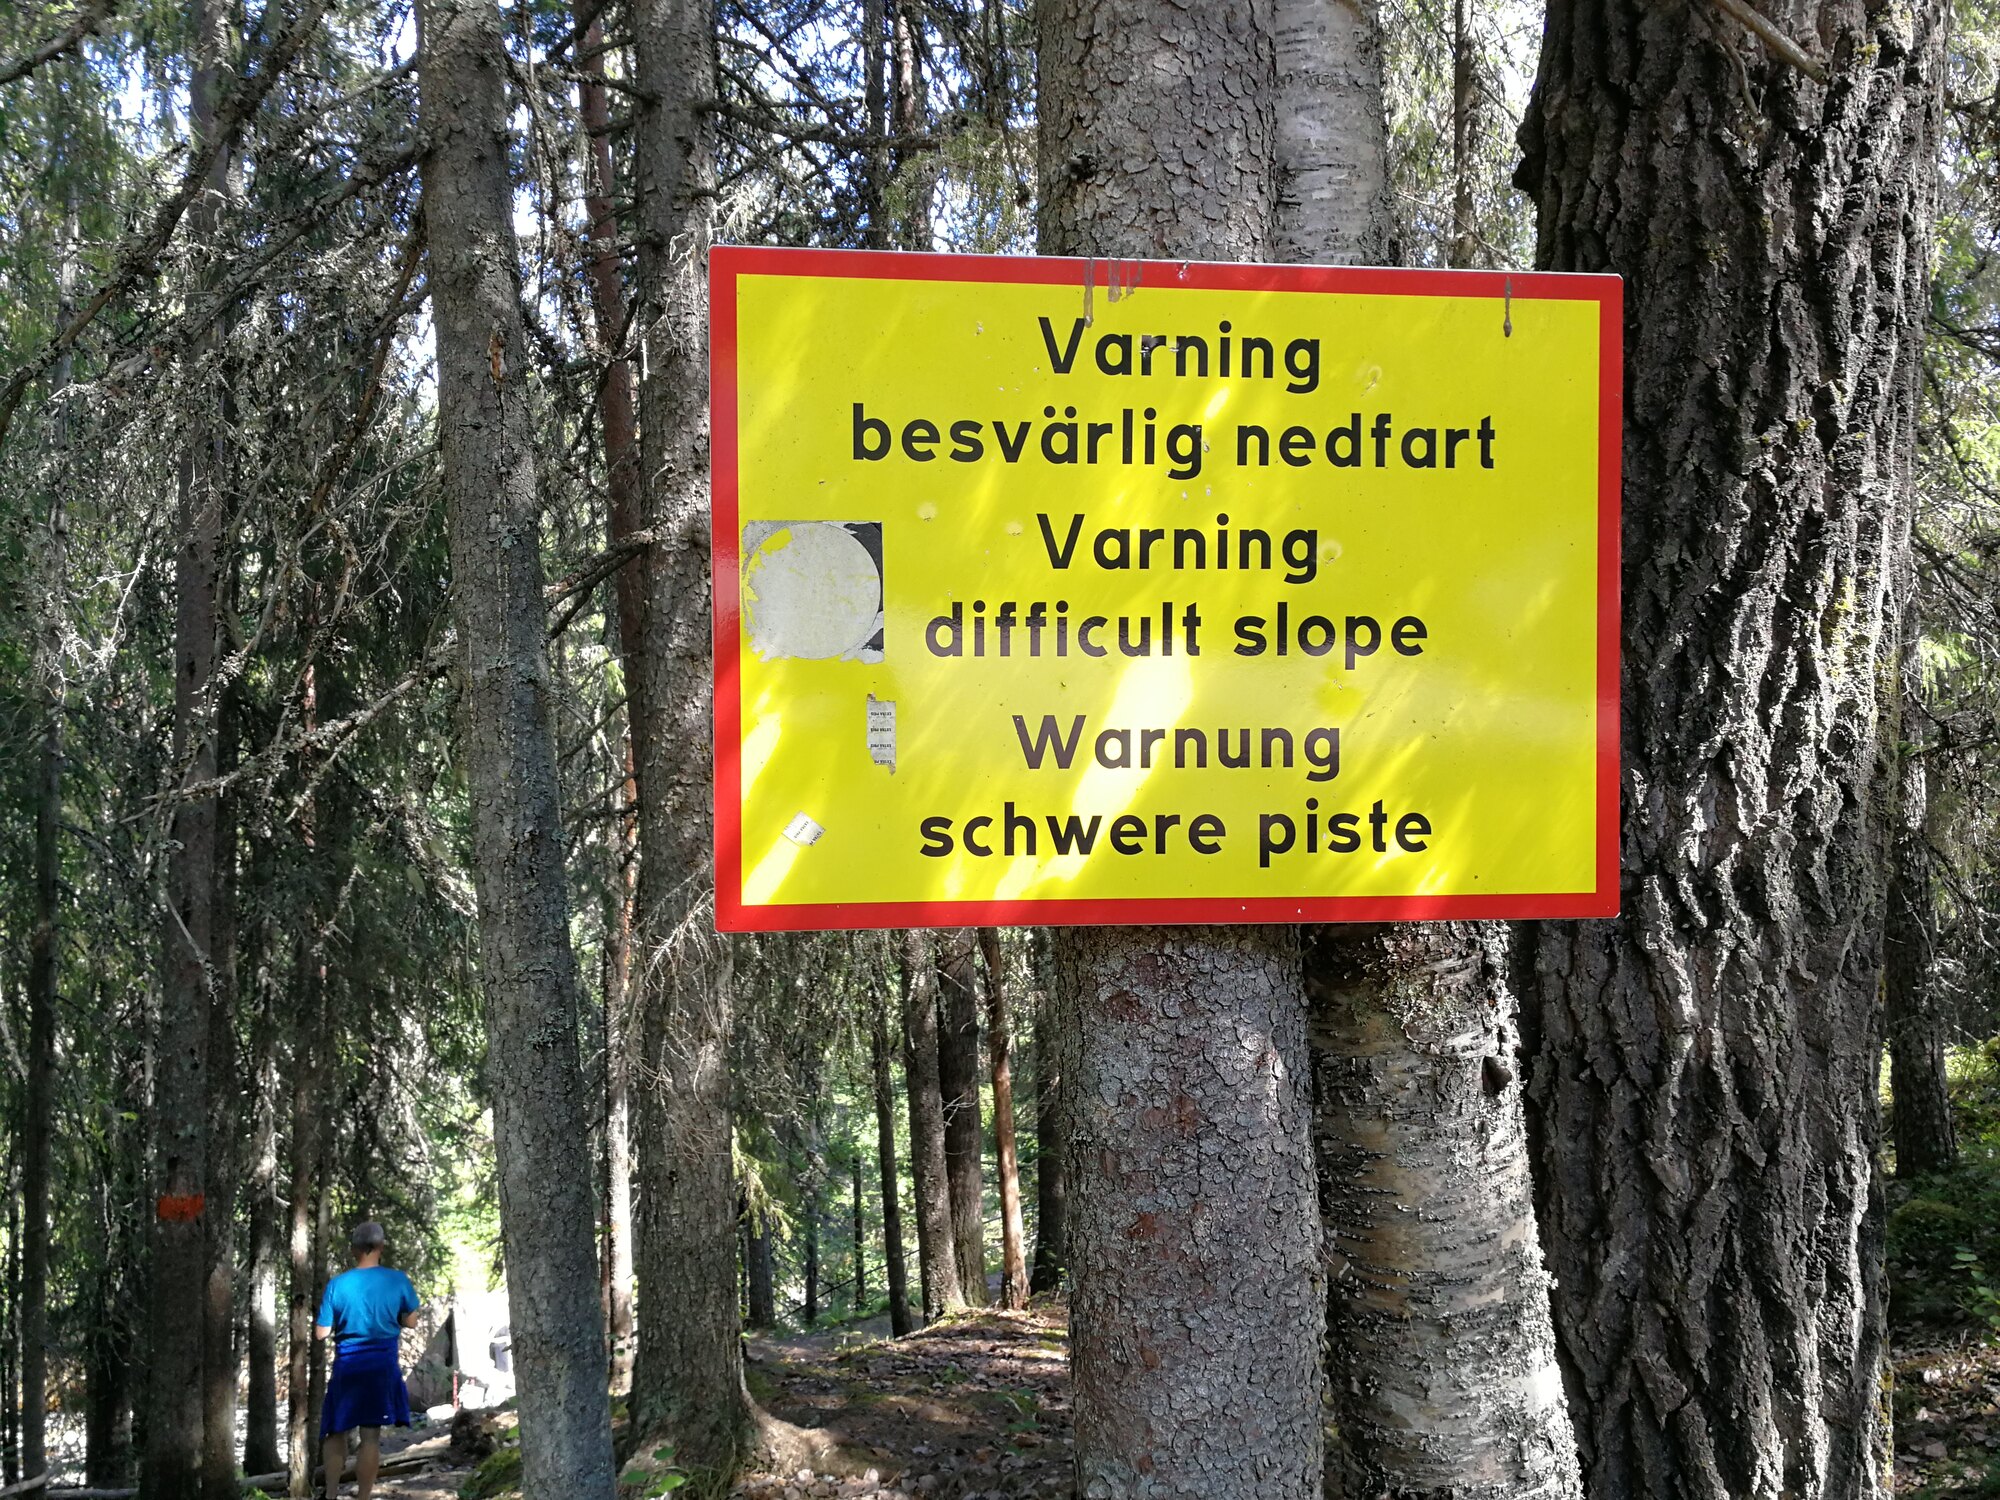 Varning
besvärlig nedfart
Varning
difficult slope
Warnung
schwere piste